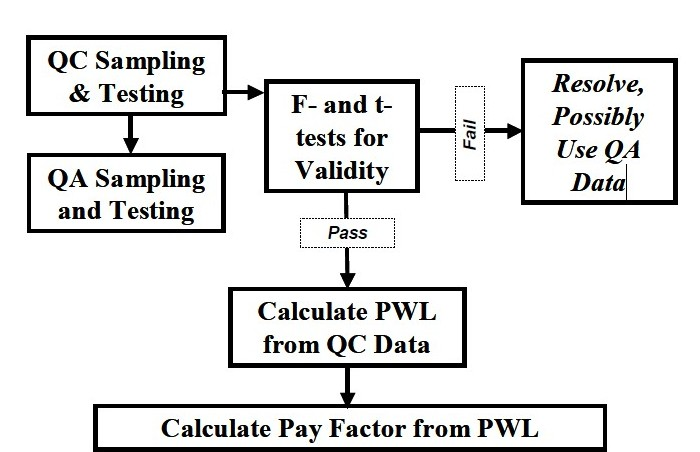 QC Sampling
& Testing
QA Sampling
and Testing
F- and t-
tests for
Validity
Fail
Resolve,
Possibly
Use QA
Data
Pass
Calculate PWL
from QC Data
Calculate Pay Factor from PWL